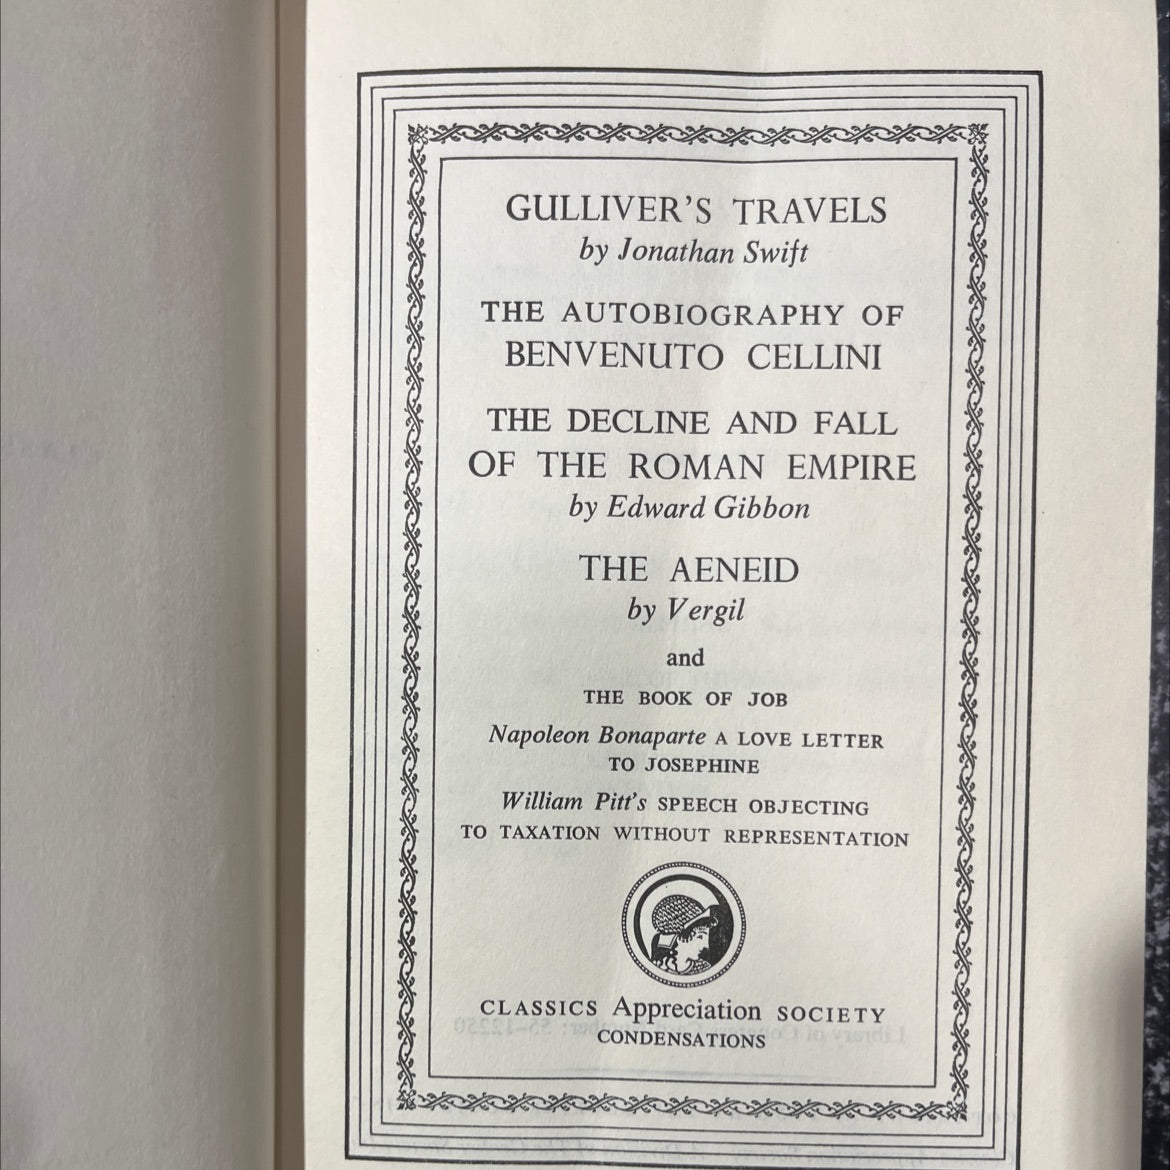 GULLIVER'S TRAVELS
by Jonathan Swift
THE AUTOBIOGRAPHY OF
BENVENUTO CELLINI
THE DECLINE AND FALL
OF THE ROMAN EMPIRE
by Edward Gibbon
THE AENEID
by Vergil
and
THE BOOK OF JOB
Napoleon Bonaparte A LOVE LETTER
TO JOSEPHINE
William Pitt's SPEECH OBJECTING
TO TAXATION WITHOUT REPRESENTATION
CLASSICS Appreciation SOCIETY
CONDENSATIONS